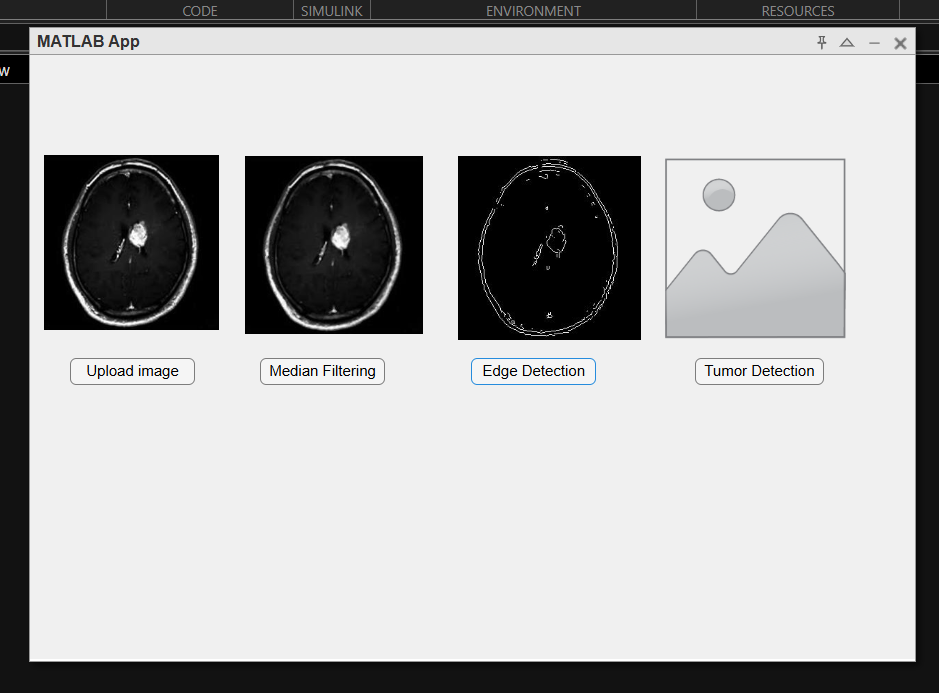 CODE SIMULINK ENVIRONMENT RESOURCES
MATLAB App
w
Upload image Median Filtering Edge Detection Tumor Detection